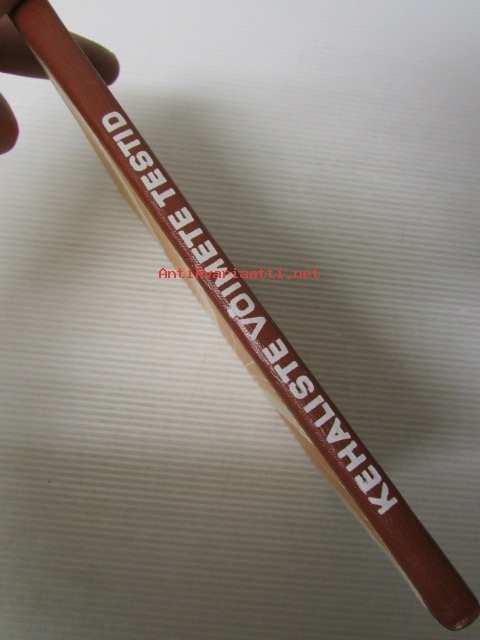 KEHALISTE VÕIMETE TESTID
Antikvariaatti.net